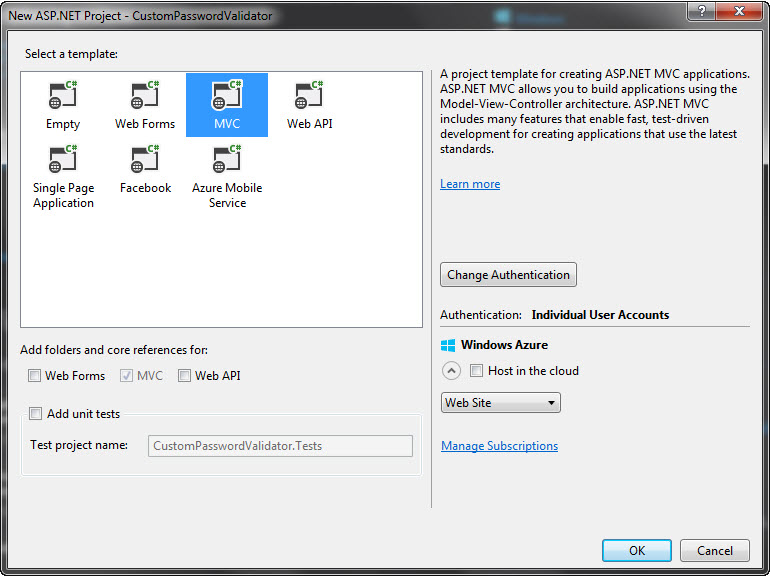 New ASP.NET Project - CustomPasswordValidator
?
Select a template:
C# C# C# C#
Empty Web Forms MVC Web API
C# C# C#
Single Page Facebook Azure Mobile
Application Service
Add folders and core references for:
Web Forms MVC Web API
Add unit tests
Test project name: CustomPasswordValidator.Tests
A project template for creating ASP.NET MVC applications.
ASP.NET MVC allows you to build applications using the
Model-View-Controller architecture. ASP.NET MVC
includes many features that enable fast, test-driven
development for creating applications that use the latest
standards.
Learn more
Change Authentication
Authentication: Individual User Accounts
Windows Azure
Host in the cloud
Web Site
Manage Subscriptions
OK Cancel